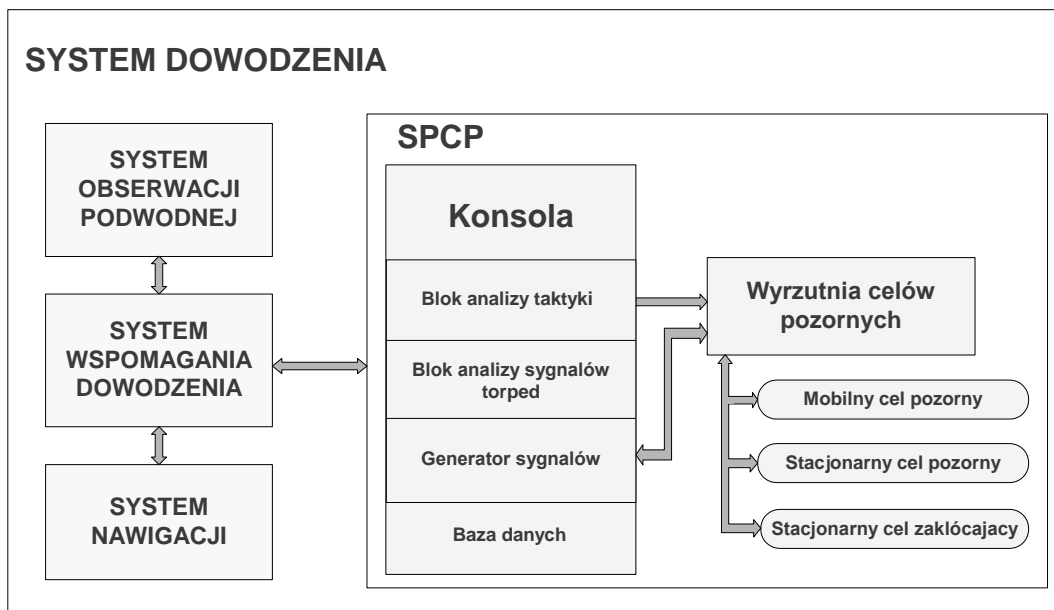 SYSTEM DOWODZENIA
SYSTEM
OBSERWACJI
PODWODNEJ
SYSTEM
WSPOMAGANIA
DOWODZENIA
SYSTEM
NAWIGACJI
SPCP
Konsola
Blok analizy taktyki
Blok analizy sygnalów
torped
Generator sygnalów
Baza danych
Wyrzutnia celów
pozornych
Mobilny cel pozorny
Stacjonarny cel pozorny
Stacjonarny cel zaklócajacy